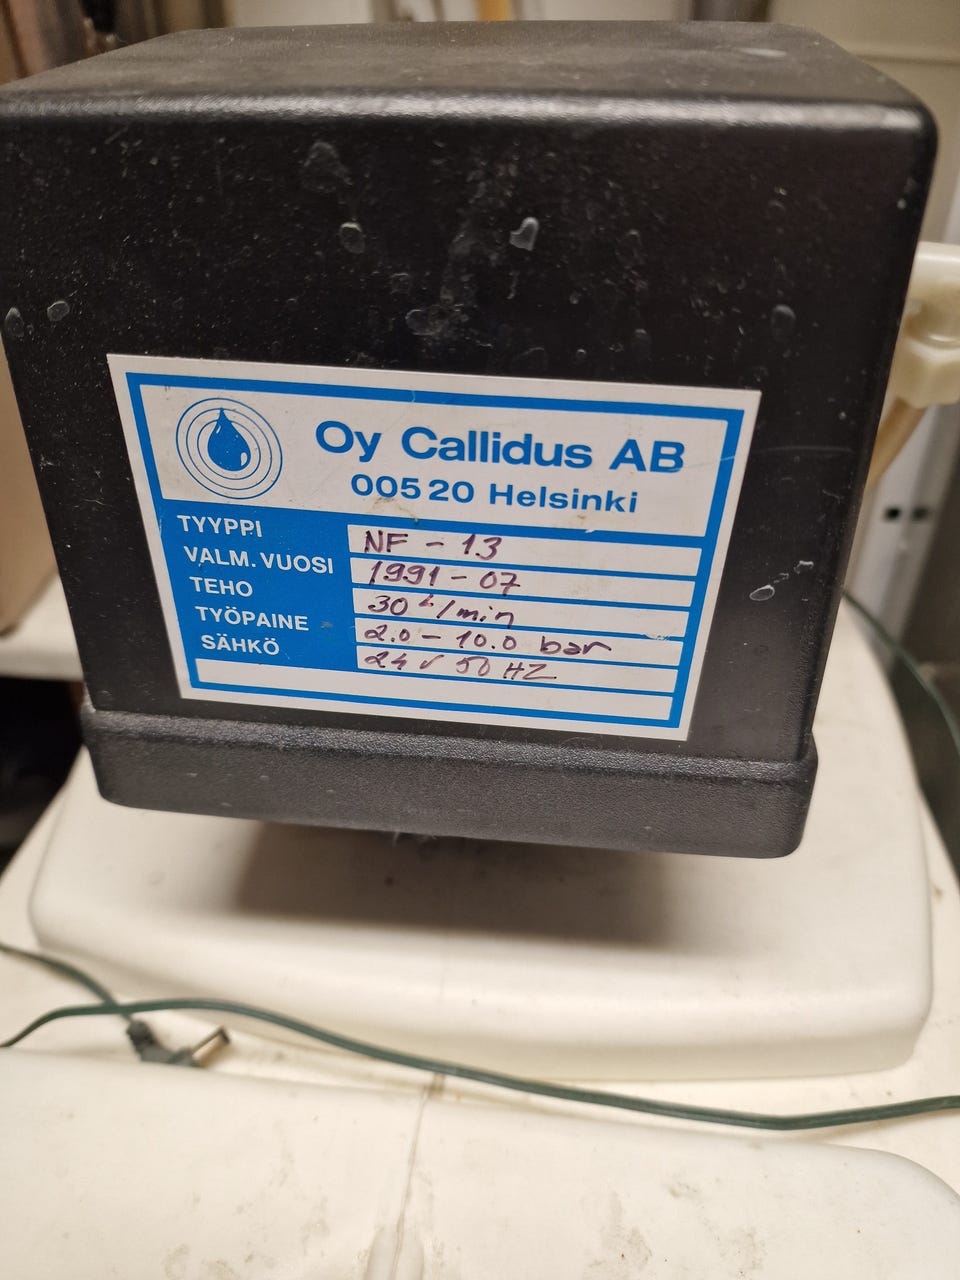 Oy Callidus AB
00520 Helsinki
TYYPPI NF - 13
VALM. VUOSI 1991 - 07
TEHO 30 L/min
TYÖPAINE 2.0 - 10.0 bar
SÄHKÖ 24 V 50 HZ